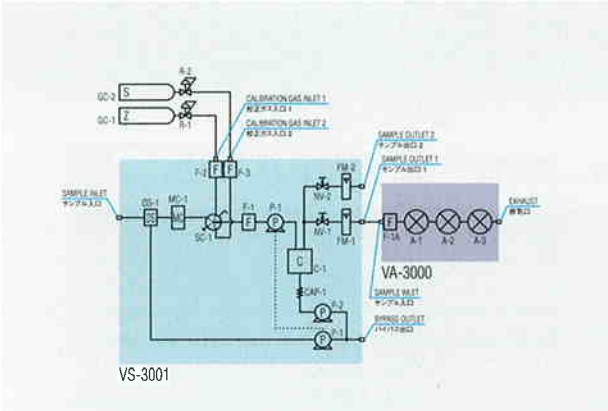 R-2
GC-2
S
GC-1
Z
R-1
CALIBRATION GAS INLET 1
校正ガス入口 1
CALIBRATION GAS INLET 2
校正ガス入口 2
F-2
F
F
F-3
SAMPLE OUTLET 2
サンプル出口 2
SAMPLE OUTLET 1
サンプル出口 1
FM-2
NV-2
SAMPLE INLET
サンプル入口
DS-1
DS
MC-1
MC
SC-1
F-1
F
P-1
P
NV-1
FM-1
F
F-1A
A-1
A-2
A-3
EXHAUST
排気口
C
C-1
VA-3000
CAP-1
SAMPLE INLET
サンプル入口
P-2
P
P-1
P
BYPASS OUTLET
バイパス出口
VS-3001